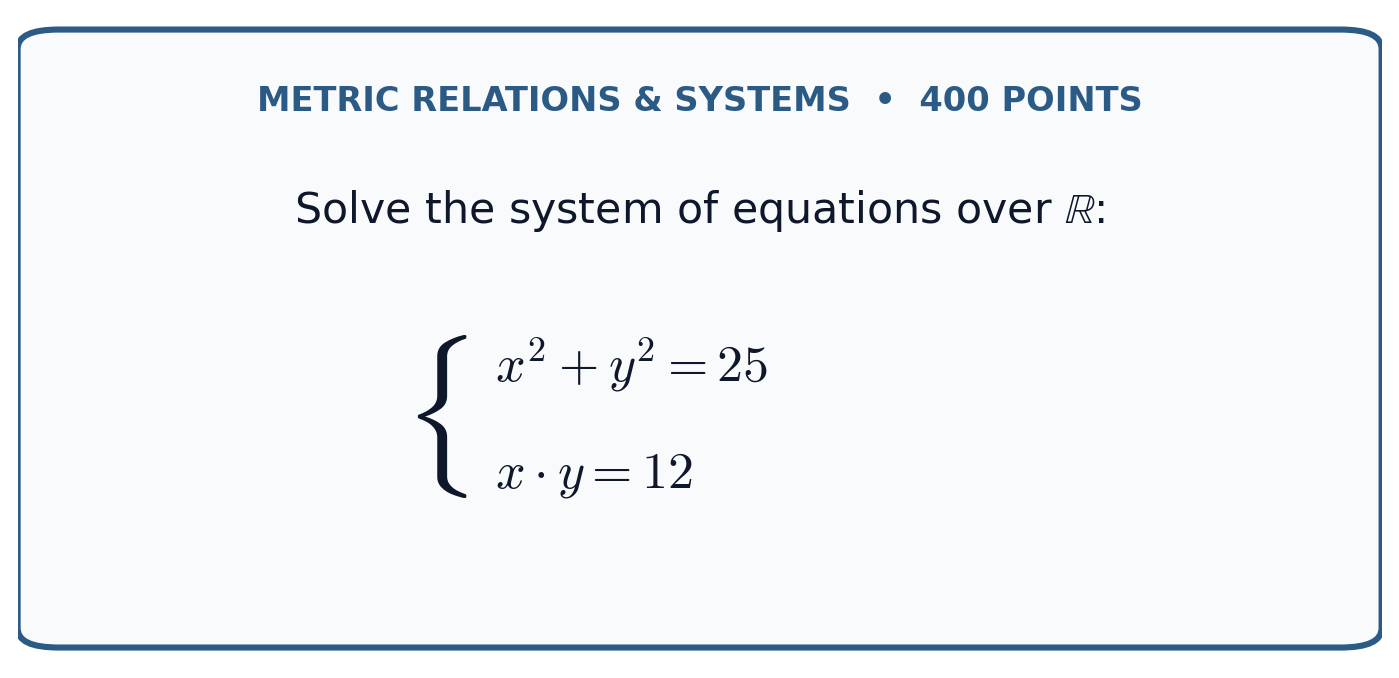 METRIC RELATIONS & SYSTEMS • 400 POINTS
Solve the system of equations over ℝ:
{ x² + y² = 25
x · y = 12